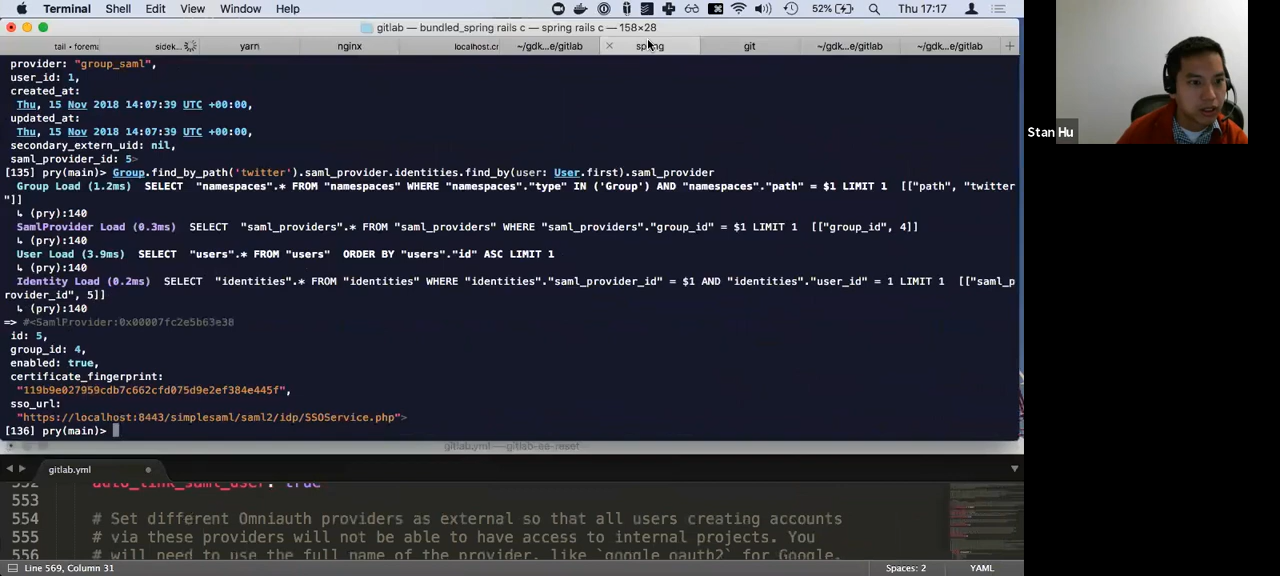 Terminal Shell Edit View Window Help 52% Thu 17:17
gitlab — bundled_spring rails c — spring rails c — 158×28
tail • forema sidek... yarn nginx localhost.cr ~/gdk...e/gitlab spring git ~/gdk...e/gitlab ~/gdk...e/gitlab
provider: "group_saml",
user_id: 1,
created_at:
Thu, 15 Nov 2018 14:07:39 UTC +00:00,
updated_at:
Thu, 15 Nov 2018 14:07:39 UTC +00:00,
secondary_extern_uid: nil,
saml_provider_id: 5>
[135] pry(main)> Group.find_by_path('twitter').saml_provider.identities.find_by(user: User.first).saml_provider
Group Load (1.2ms) SELECT "namespaces".* FROM "namespaces" WHERE "namespaces"."type" IN ('Group') AND "namespaces"."path" = $1 LIMIT 1 [["path", "twitter
"]]
↳ (pry):140
SamlProvider Load (0.3ms) SELECT "saml_providers".* FROM "saml_providers" WHERE "saml_providers"."group_id" = $1 LIMIT 1 [["group_id", 4]]
↳ (pry):140
User Load (3.9ms) SELECT "users".* FROM "users" ORDER BY "users"."id" ASC LIMIT 1
↳ (pry):140
Identity Load (0.2ms) SELECT "identities".* FROM "identities" WHERE "identities"."saml_provider_id" = $1 AND "identities"."user_id" = 1 LIMIT 1 [["saml_p
rovider_id", 5]]
↳ (pry):140
=> #<SamlProvider:0x00007fc2e5b63e38
id: 5,
group_id: 4,
enabled: true,
certificate_fingerprint:
"119b9e027959cdb7c662cfd075d9e2ef384e445f",
sso_url:
"https://localhost:8443/simplesaml/saml2/idp/SSOService.php">
[136] pry(main)>
gitlab.yml — gitlab-ee-reset
gitlab.yml
552 auto_link_saml_user: true
553
554 # Set different Omniauth providers as external so that all users creating accounts
555 # via these providers will not be able to have access to internal projects. You
556 # will need to use the full name of the provider, like `google_oauth2` for Google.
Line 569, Column 31 Spaces: 2 YAML
Stan Hu